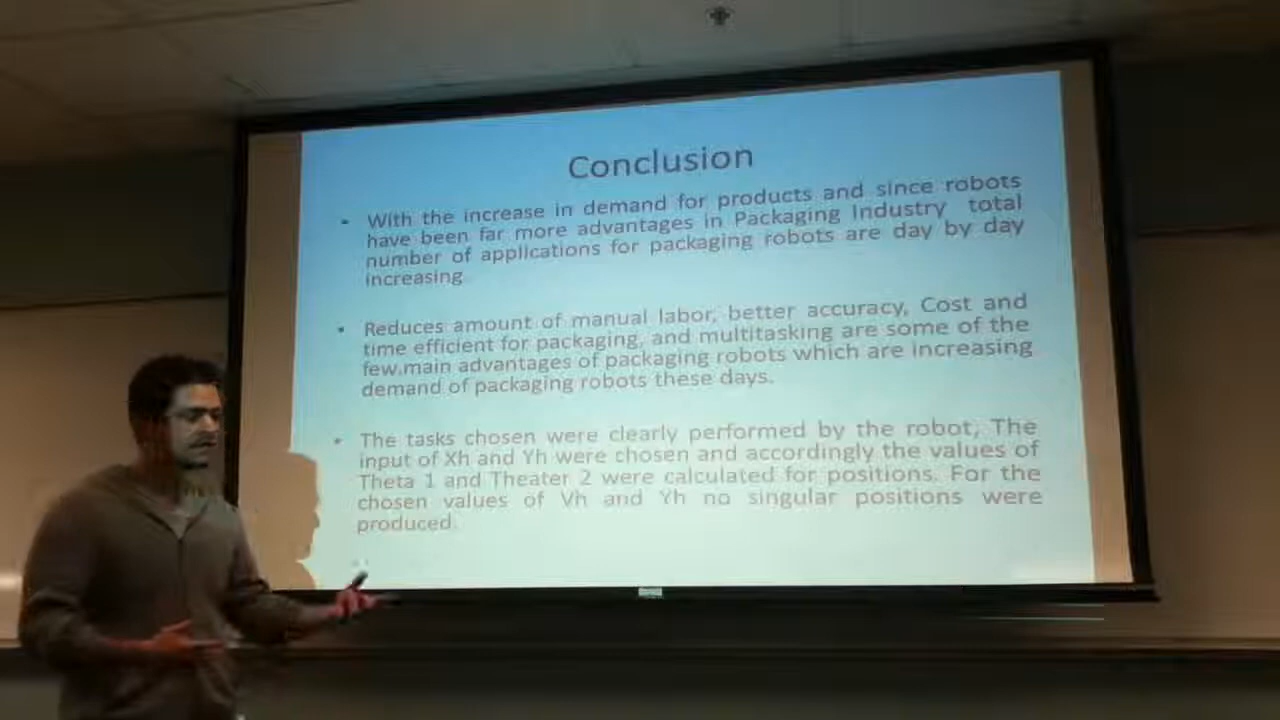 Conclusion
With the increase in demand for products and since robots
have been far more advantages in Packaging Industry total
number of applications for packaging robots are day by day
increasing.
Reduces amount of manual labor, better accuracy, Cost and
time efficient for packaging, and multitasking are some of the
few.main advantages of packaging robots which are increasing
demand of packaging robots these days.
The tasks chosen were clearly performed by the robot, The
input of Xh and Yh were chosen and accordingly the values of
Theta 1 and Theater 2 were calculated for positions. For the
chosen values of Vh and Yh no singular positions were
produced.